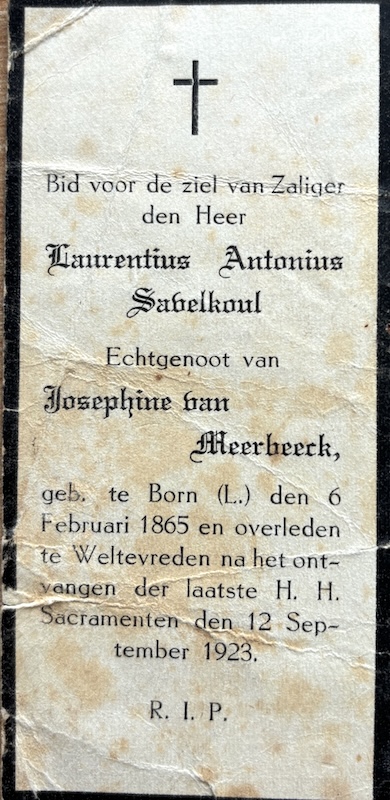 Bid voor de ziel van Zaliger
den Heer
Laurentius Antonius
Savelkoul
Echtgenoot van
Josephine van
Meerbeeck,
geb. te Born (L.) den 6
Februari 1865 en overleden
te Weltevreden na het ont-
vangen der laatste H. H.
Sacramenten den 12 Sep-
tember 1923.
R. I. P.